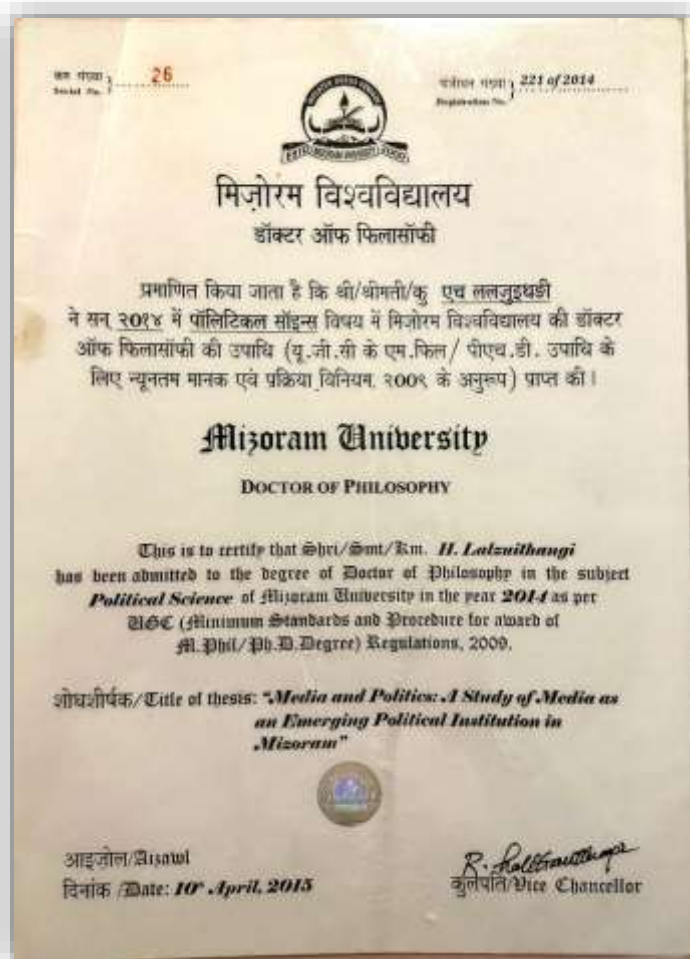 क्रम संख्या
Serial No.
26
पंजीयन संख्या
Registration No.
221 of 2014
MIZORAM UNIVERSITY
मिज़ोरम विश्वविद्यालय
डॉक्टर ऑफ फिलासॉफी
प्रमाणित किया जाता है कि श्री/श्रीमती/कु एच ललजुइथङी
ने सन् २०१४ में पॉलिटिकल सॉइन्स विषय में मिजोरम विश्वविद्यालय की डॉक्टर
ऑफ फिलासॉफी की उपाधि (यू.जी.सी के एम.फिल/ पीएच.डी. उपाधि के
लिए न्यूनतम मानक एवं प्रक्रिया विनियम, २००९ के अनुरूप) प्राप्त की।
Mizoram University
DOCTOR OF PHILOSOPHY
This is to certify that Shri/Smt/Km. H. Lalzuithangi
has been admitted to the degree of Doctor of Philosophy in the subject
Political Science of Mizoram University in the year 2014 as per
UGC (Minimum Standards and Procedure for award of
M.Phil/Ph.D.Degree) Regulations, 2009.
शोधशीर्षक/Title of thesis: "Media and Politics: A Study of Media as
an Emerging Political Institution in
Mizoram"
आइजोल/Aizawl
दिनांक /Date: 10th April, 2015
कुलपति/Vice Chancellor